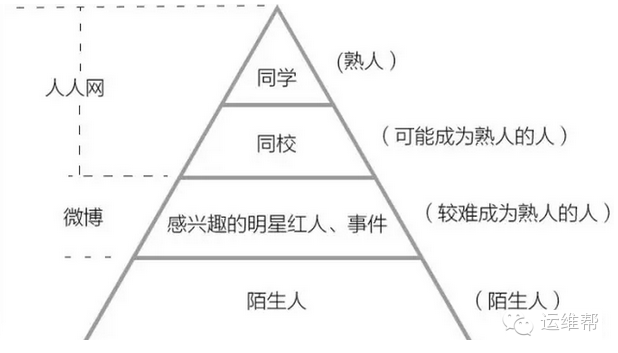 同学
(熟人）
人人网
同校
（可能成为熟人的人）
微博
感兴趣的明星红人、事件
（较难成为熟人的人）
陌生人
（陌生人）
运维帮